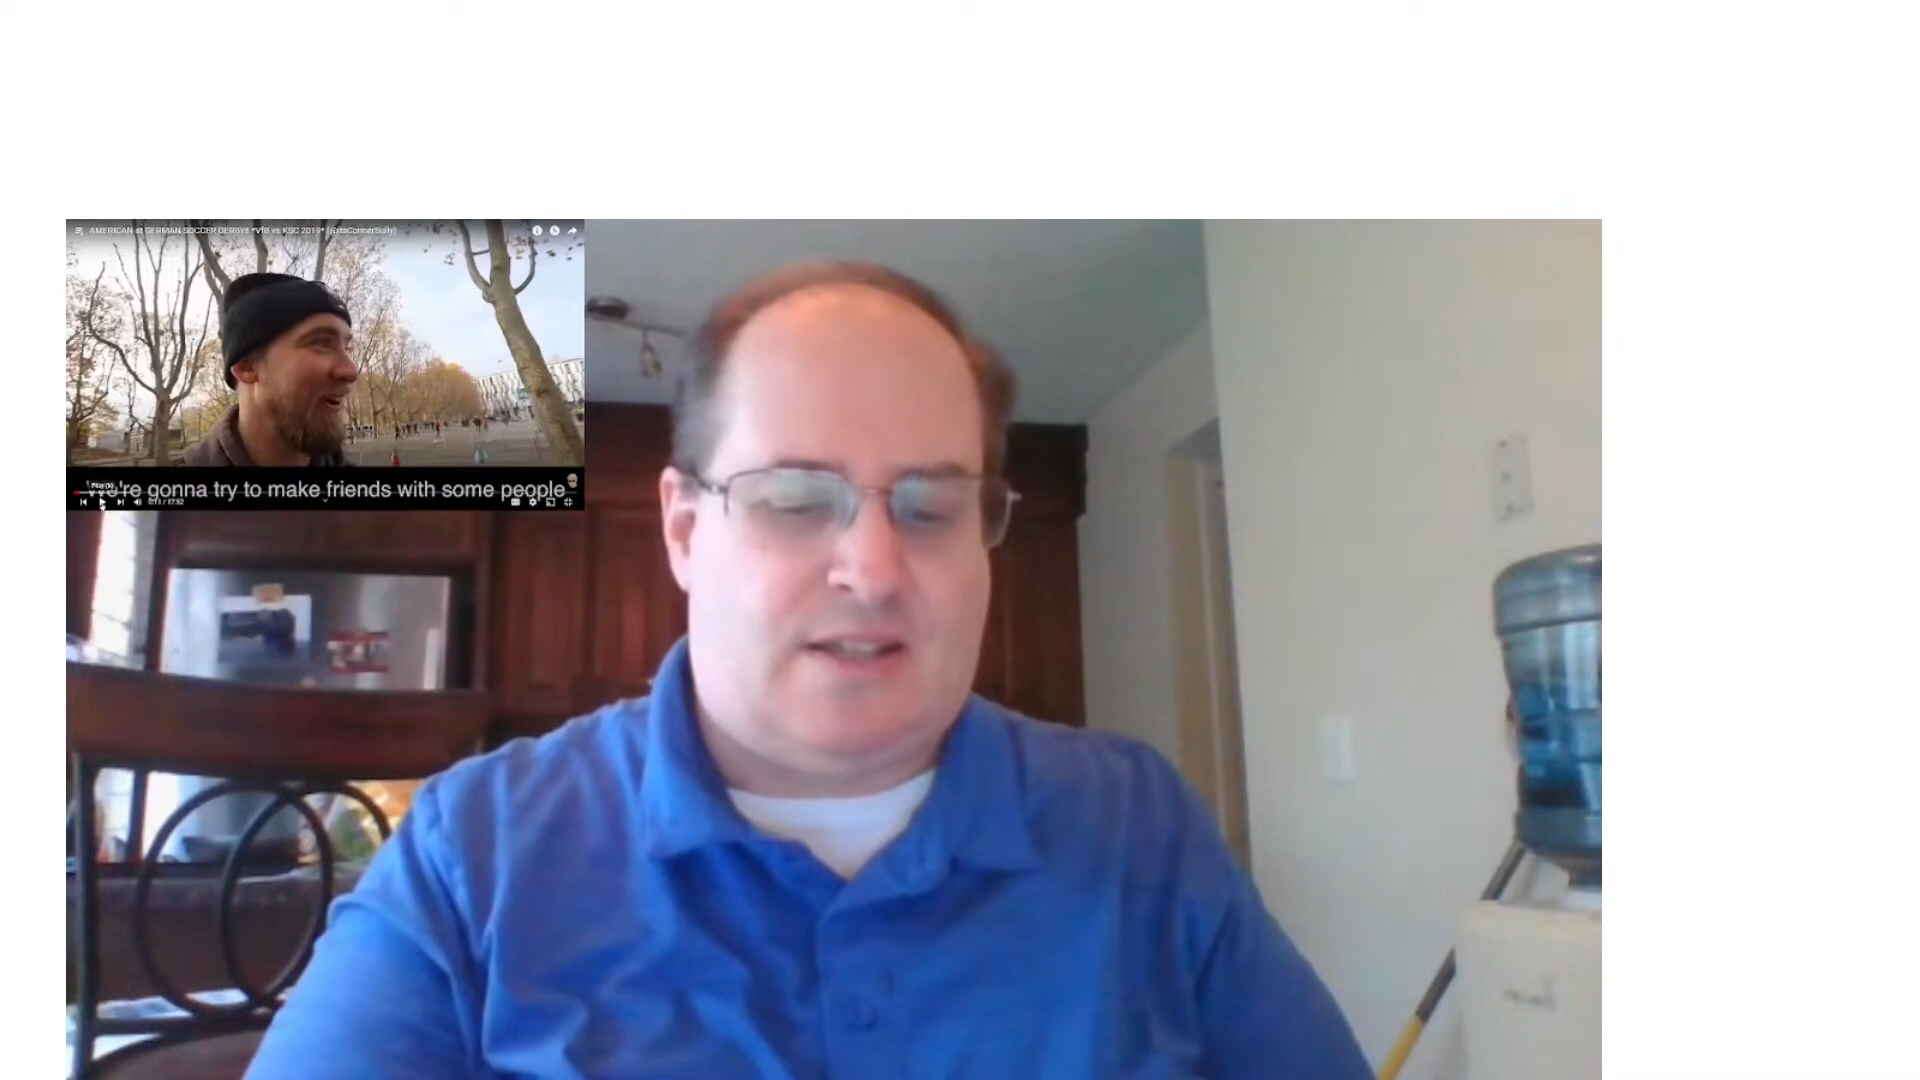 AMERICAN at GERMAN SOCCER DERBY!! *VfB vs KSC 2019* (@itsConnerSully)
We're gonna try to make friends with some people
Play (k)